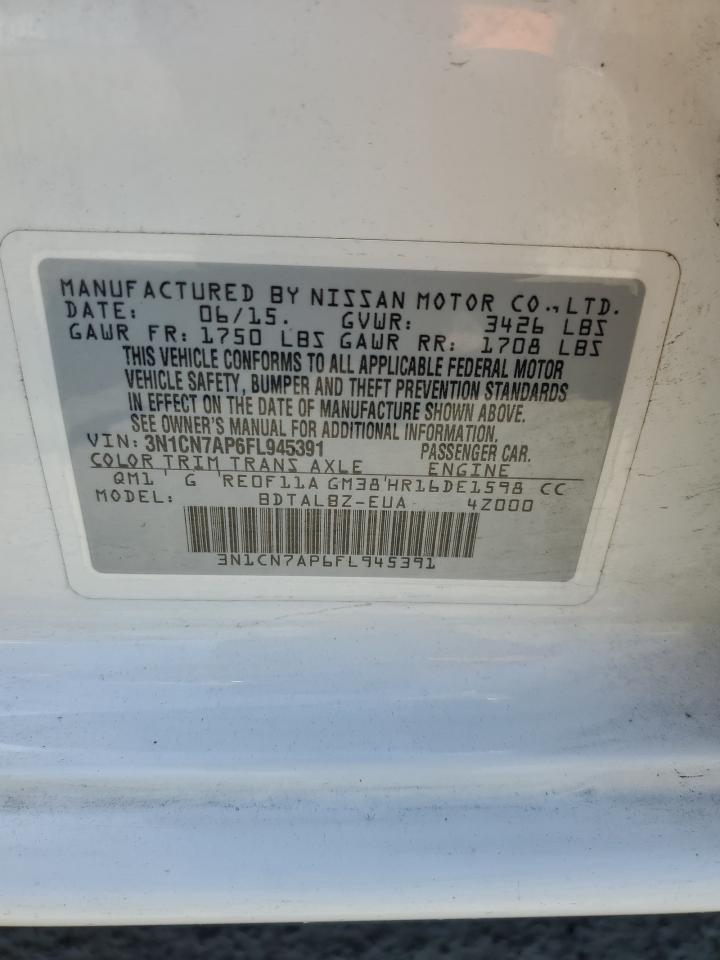 MANUFACTURED BY NISSAN MOTOR CO., LTD.
DATE: 06/15. GVWR: 3426 LBS
GAWR FR: 1750 LBS GAWR RR: 1708 LBS
THIS VEHICLE CONFORMS TO ALL APPLICABLE FEDERAL MOTOR
VEHICLE SAFETY, BUMPER AND THEFT PREVENTION STANDARDS
IN EFFECT ON THE DATE OF MANUFACTURE SHOWN ABOVE.
SEE OWNER'S MANUAL FOR ADDITIONAL INFORMATION.
VIN: 3N1CN7AP6FL945391 PASSENGER CAR.
COLOR TRIM TRANS AXLE ENGINE
QM1 G RE0F11A GM38 HR16DE1598 CC
MODEL: BDTALBZ-EUA 4Z000
3N1CN7AP6FL945391